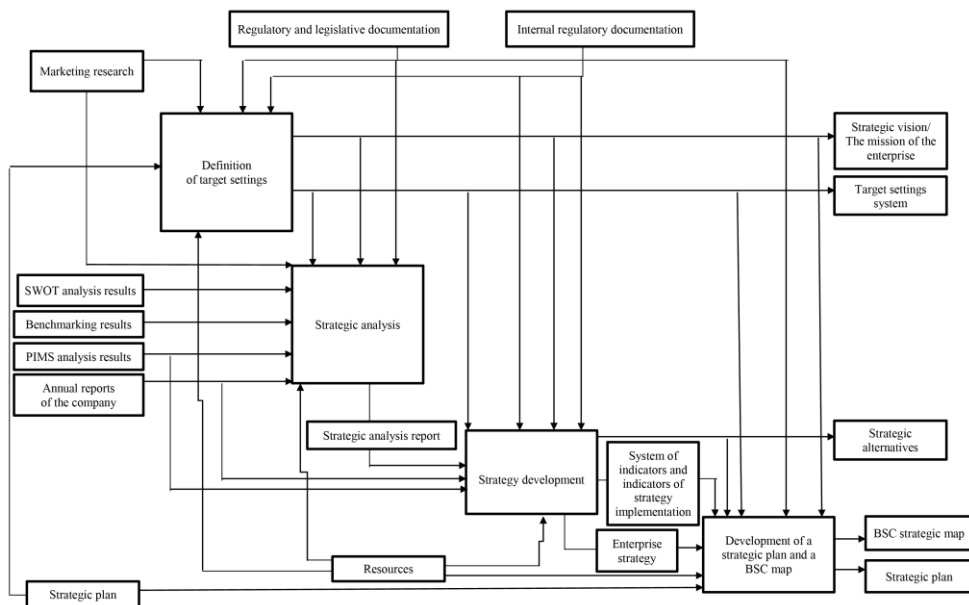 Regulatory and legislative documentation
Internal regulatory documentation
Marketing research
Definition
of target settings
Strategic vision/
The mission of the
enterprise
Target settings
system
SWOT analysis results
Benchmarking results
PIMS analysis results
Annual reports
of the company
Strategic analysis
Strategic analysis report
Strategy development
System of
indicators and
indicators of
strategy
implementation
Strategic
alternatives
Enterprise
strategy
Development of a
strategic plan and a
BSC map
BSC strategic map
Strategic plan
Resources
Strategic plan